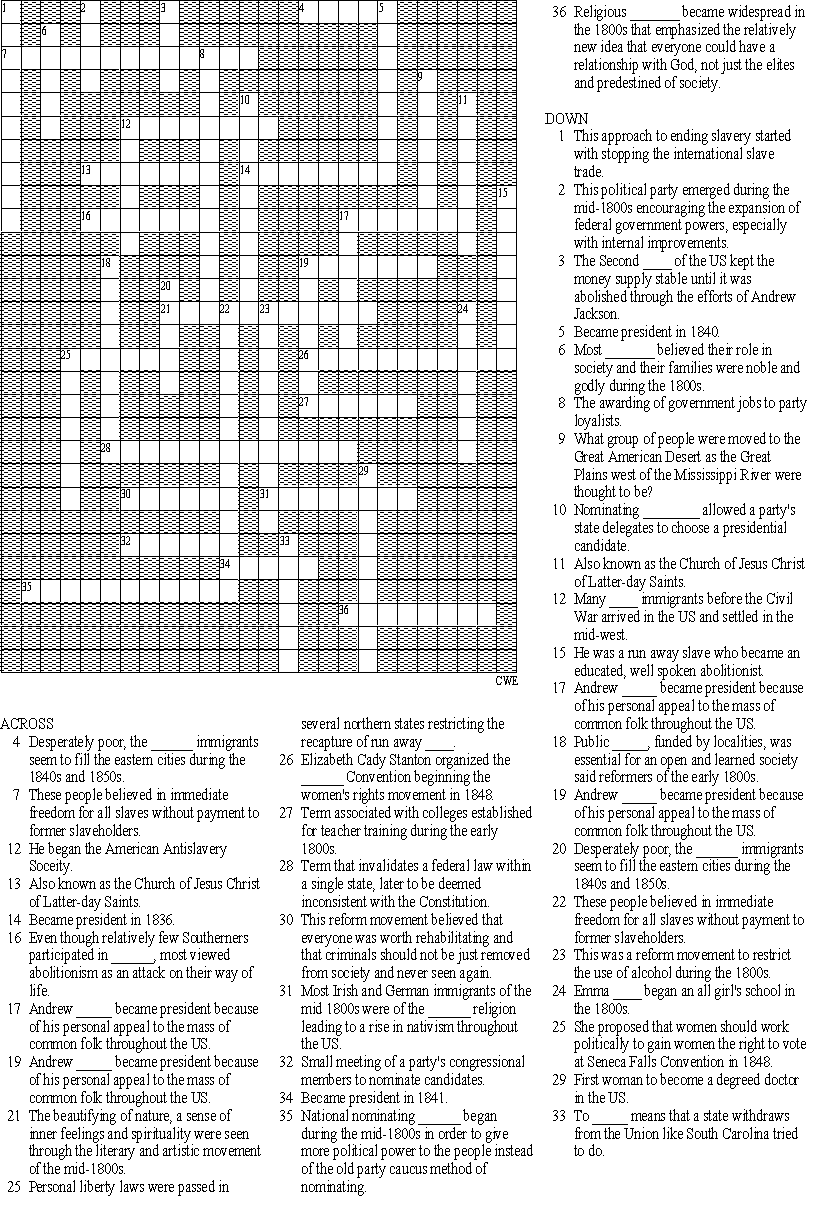 1 2 3 4 5
6
7 8
9
10 11
12
13 14
15
16 17
18 19
20
21 22 23 24
25 26
27
28
29
30 31
32 33
34
35
36
CWE
ACROSS
4 Desperately poor, the ______ immigrants
seem to fill the eastern cities during the
1840s and 1850s.
7 These people believed in immediate
freedom for all slaves without payment to
former slaveholders.
12 He began the American Antislavery
Soceity.
13 Also known as the Church of Jesus Christ
of Latter-day Saints.
14 Became president in 1836.
16 Even though relatively few Southerners
participated in ______, most viewed
abolitionism as an attack on their way of
life.
17 Andrew _____ became president because
of his personal appeal to the mass of
common folk throughout the US.
19 Andrew _____ became president because
of his personal appeal to the mass of
common folk throughout the US.
21 The beautifying of nature, a sense of
inner feelings and spirituality were seen
through the literary and artistic movement
of the mid-1800s.
25 Personal liberty laws were passed in
several northern states restricting the
recapture of run away ____.
26 Elizabeth Cady Stanton organized the
______ Convention beginning the
women's rights movement in 1848.
27 Term associated with colleges established
for teacher training during the early
1800s.
28 Term that invalidates a federal law within
a single state, later to be deemed
inconsistent with the Constitution.
30 This reform movement believed that
everyone was worth rehabilitating and
that criminals should not be just removed
from society and never seen again.
31 Most Irish and German immigrants of the
mid 1800s were of the ______ religion
leading to a rise in nativism throughout
the US.
32 Small meeting of a party's congressional
members to nominate candidates.
34 Became president in 1841.
35 National nominating ______ began
during the mid-1800s in order to give
more political power to the people instead
of the old party caucus method of
nominating.
36 Religious _______ became widespread in
the 1800s that emphasized the relatively
new idea that everyone could have a
relationship with God, not just the elites
and predestined of society.
DOWN
1 This approach to ending slavery started
with stopping the international slave
trade.
2 This political party emerged during the
mid-1800s encouraging the expansion of
federal government powers, especially
with internal improvements.
3 The Second ____ of the US kept the
money supply stable until it was
abolished through the efforts of Andrew
Jackson.
5 Became president in 1840.
6 Most _______ believed their role in
society and their families were noble and
godly during the 1800s.
8 The awarding of government jobs to party
loyalists.
9 What group of people were moved to the
Great American Desert as the Great
Plains west of the Mississippi River were
thought to be?
10 Nominating ________ allowed a party's
state delegates to choose a presidential
candidate.
11 Also known as the Church of Jesus Christ
of Latter-day Saints.
12 Many ____ immigrants before the Civil
War arrived in the US and settled in the
mid-west.
15 He was a run away slave who became an
educated, well spoken abolitionist.
17 Andrew _____ became president because
of his personal appeal to the mass of
common folk throughout the US.
18 Public _____, funded by localities, was
essential for an open and learned society
said reformers of the early 1800s.
19 Andrew _____ became president because
of his personal appeal to the mass of
common folk throughout the US.
20 Desperately poor, the ______ immigrants
seem to fill the eastern cities during the
1840s and 1850s.
22 These people believed in immediate
freedom for all slaves without payment to
former slaveholders.
23 This was a reform movement to restrict
the use of alcohol during the 1800s.
24 Emma ____ began an all girl's school in
the 1800s.
25 She proposed that women should work
politically to gain women the right to vote
at Seneca Falls Convention in 1848.
29 First woman to become a degreed doctor
in the US.
33 To _____ means that a state withdraws
from the Union like South Carolina tried
to do.